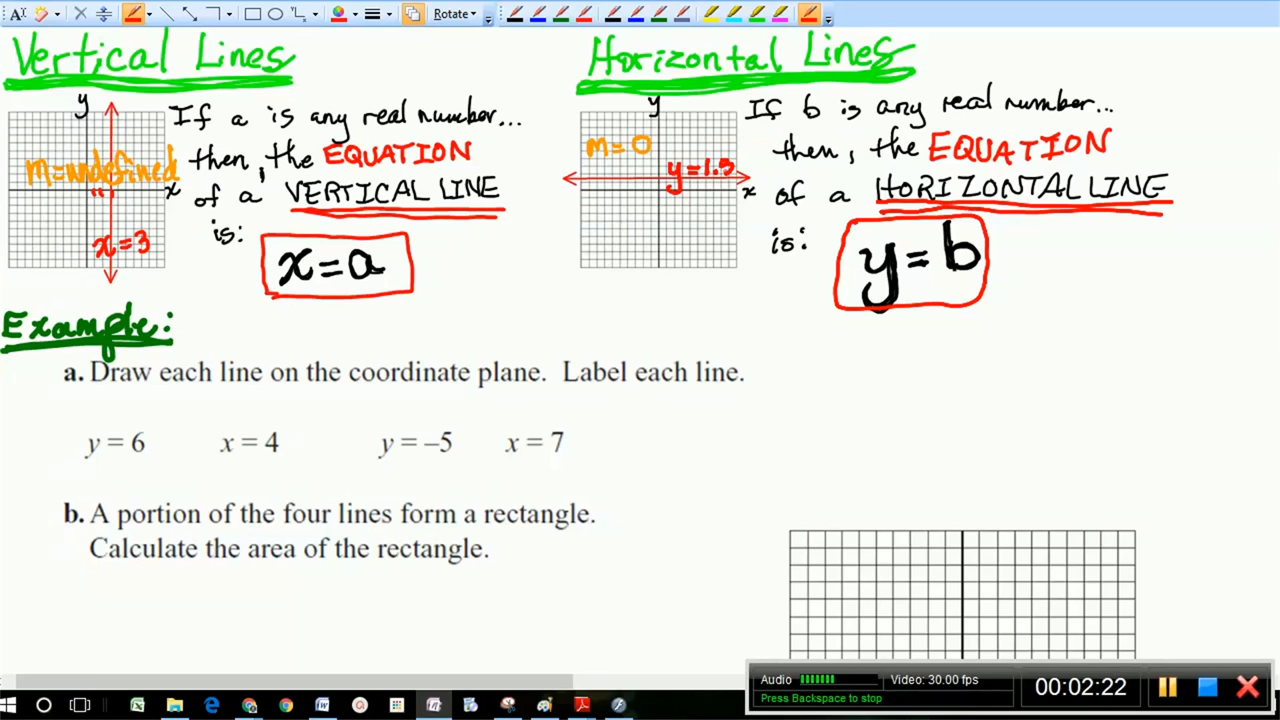 Rotate
Vertical Lines
y
m=undefined
x
x=3
If a is any real number...
then, the EQUATION
of a VERTICAL LINE
is:
x=a
Horizontal Lines
y
m=0
y=1.5
x
If b is any real number...
then, the EQUATION
of a HORIZONTAL LINE
is:
y=b
Example:
a. Draw each line on the coordinate plane. Label each line.
y = 6 x = 4 y = –5 x = 7
b. A portion of the four lines form a rectangle.
Calculate the area of the rectangle.
Audio Video: 30.00 fps
Press Backspace to stop
00:02:22